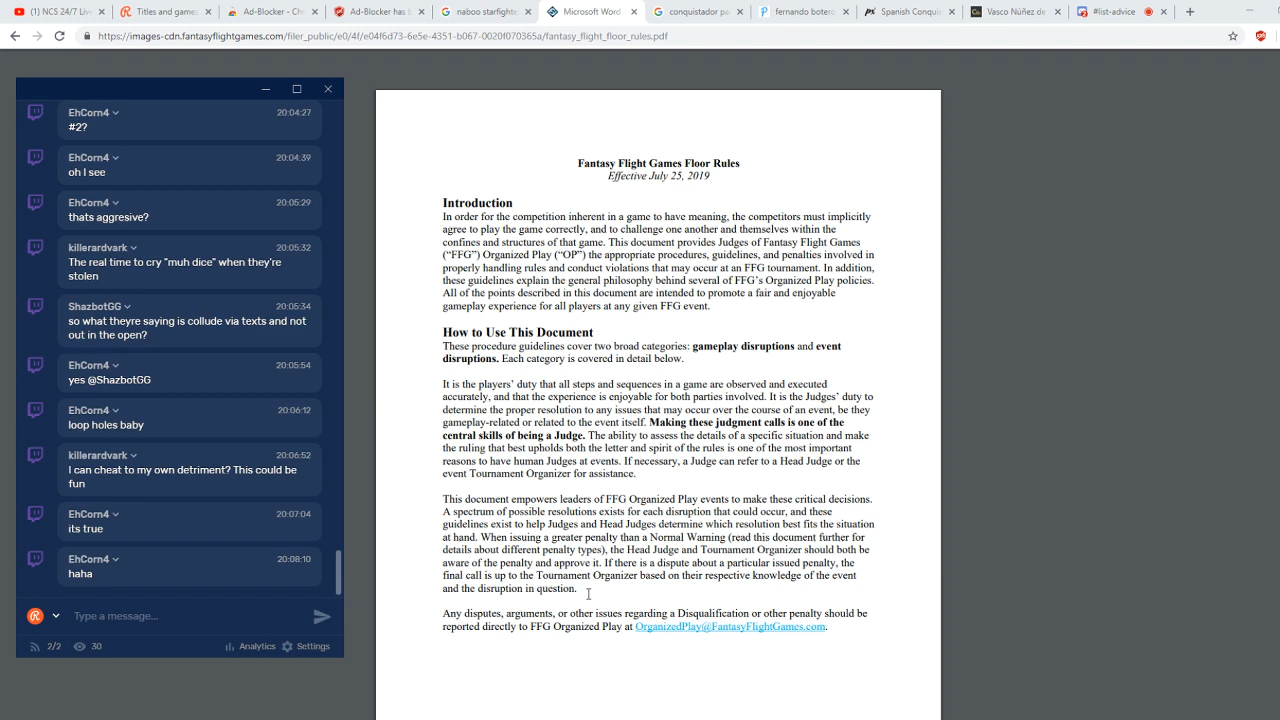 (1) NCS 24/7 Liv
Titles and games
Ad-Blocker - Chr
Ad-Blocker has b
naboo starfighte
Microsoft Word
conquistador pa
fernando botero
Spanish Conquis
Vasco Núñez de
#list-advice
https://images-cdn.fantasyflightgames.com/filer_public/e0/4f/e04f6d73-6e5e-4351-b067-0020f070365a/fantasy_flight_floor_rules.pdf
EhCorn4 20:04:27
#2?
EhCorn4 20:04:39
oh I see
EhCorn4 20:05:29
thats aggresive?
killerardvark 20:05:32
The real time to cry "muh dice" when they're
stolen
ShazbotGG 20:05:34
so what theyre saying is collude via texts and not
out in the open?
EhCorn4 20:05:54
yes @ShazbotGG
EhCorn4 20:06:12
loop holes baby
killerardvark 20:06:52
I can cheat to my own detriment? This could be
fun
EhCorn4 20:07:04
its true
EhCorn4 20:08:10
haha
Type a message...
2/2 30 Analytics Settings
Fantasy Flight Games Floor Rules
Effective July 25, 2019
Introduction
In order for the competition inherent in a game to have meaning, the competitors must implicitly
agree to play the game correctly, and to challenge one another and themselves within the
confines and structures of that game. This document provides Judges of Fantasy Flight Games
(“FFG”) Organized Play (“OP”) the appropriate procedures, guidelines, and penalties involved in
properly handling rules and conduct violations that may occur at an FFG tournament. In addition,
these guidelines explain the general philosophy behind several of FFG’s Organized Play policies.
All of the points described in this document are intended to promote a fair and enjoyable
gameplay experience for all players at any given FFG event.
How to Use This Document
These procedure guidelines cover two broad categories: gameplay disruptions and event
disruptions. Each category is covered in detail below.
It is the players’ duty that all steps and sequences in a game are observed and executed
accurately, and that the experience is enjoyable for both parties involved. It is the Judges’ duty to
determine the proper resolution to any issues that may occur over the course of an event, be they
gameplay-related or related to the event itself. Making these judgment calls is one of the
central skills of being a Judge. The ability to assess the details of a specific situation and make
the ruling that best upholds both the letter and spirit of the rules is one of the most important
reasons to have human Judges at events. If necessary, a Judge can refer to a Head Judge or the
event Tournament Organizer for assistance.
This document empowers leaders of FFG Organized Play events to make these critical decisions.
A spectrum of possible resolutions exists for each disruption that could occur, and these
guidelines exist to help Judges and Head Judges determine which resolution best fits the situation
at hand. When issuing a greater penalty than a Normal Warning (read this document further for
details about different penalty types), the Head Judge and Tournament Organizer should both be
aware of the penalty and approve it. If there is a dispute about a particular issued penalty, the
final call is up to the Tournament Organizer based on their respective knowledge of the event
and the disruption in question.
Any disputes, arguments, or other issues regarding a Disqualification or other penalty should be
reported directly to FFG Organized Play at OrganizedPlay@FantasyFlightGames.com.